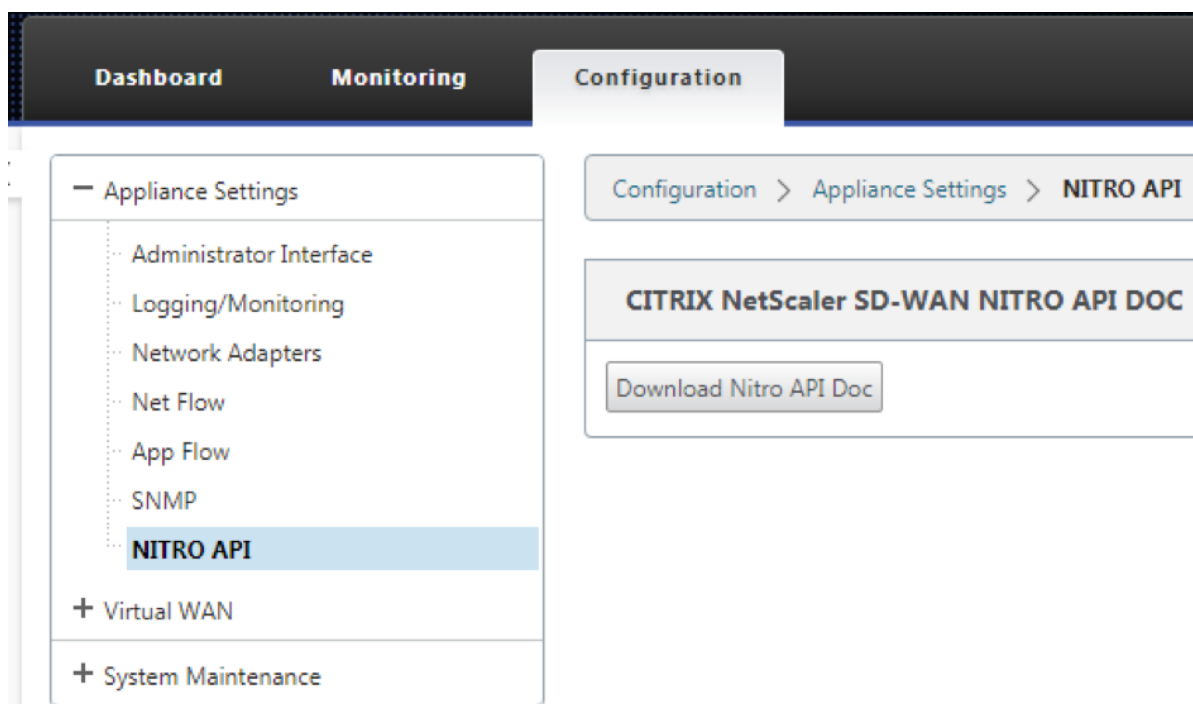 Dashboard Monitoring Configuration
Appliance Settings
Administrator Interface
Logging/Monitoring
Network Adapters
Net Flow
App Flow
SNMP
NITRO API
Virtual WAN
System Maintenance
Configuration > Appliance Settings > NITRO API
CITRIX NetScaler SD-WAN NITRO API DOC
Download Nitro API Doc